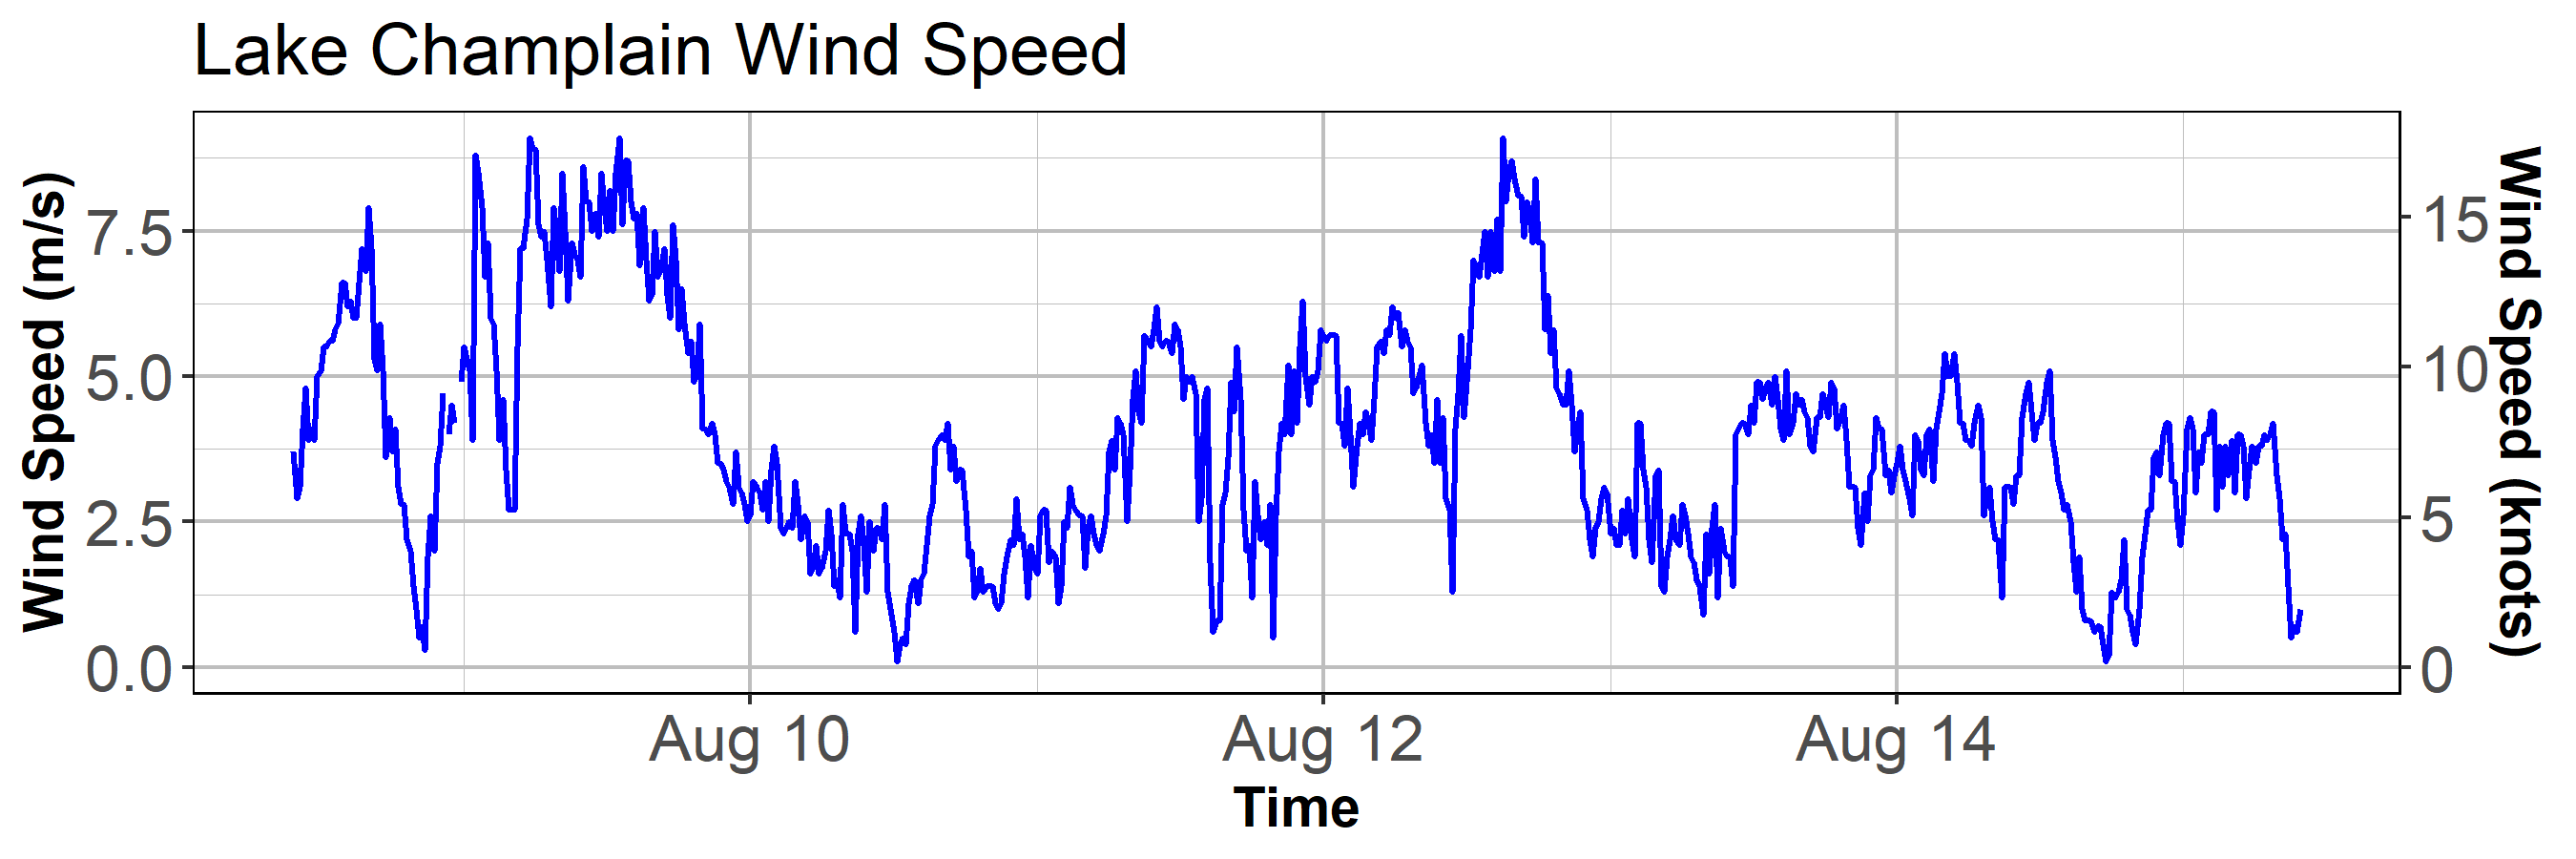 Lake Champlain Wind Speed
Wind Speed (m/s)
7.5
5.0
2.5
0.0
15
10
5
0
Wind Speed (knots)
Aug 10
Aug 12
Aug 14
Time